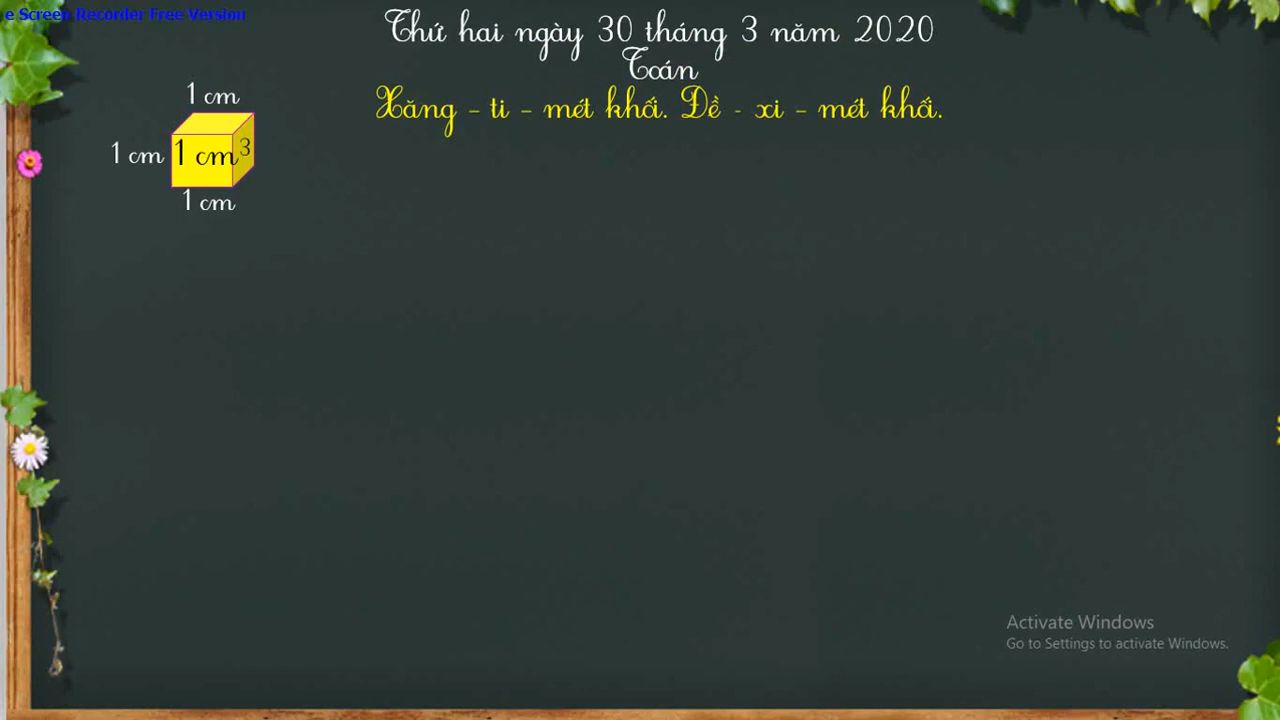 e Screen Recorder Free Version
Thứ hai ngày 30 tháng 3 năm 2020
Toán
Xăng - ti - mét khối. Đề - xi - mét khối.
1 cm
1 cm
1 cm³
1 cm
Activate Windows
Go to Settings to activate Windows.